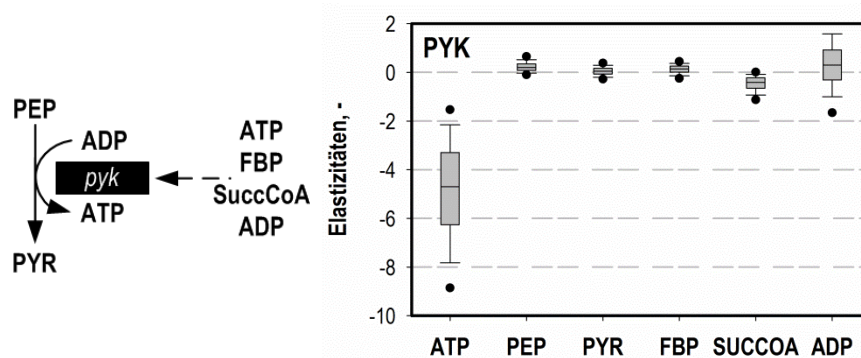 PEP
ADP
pyk
ATP
PYR
ATP
FBP
SuccCoA
ADP
Elastizitäten, -
PYK
2
0
-2
-4
-6
-8
-10
ATP PEP PYR FBP SUCCOA ADP